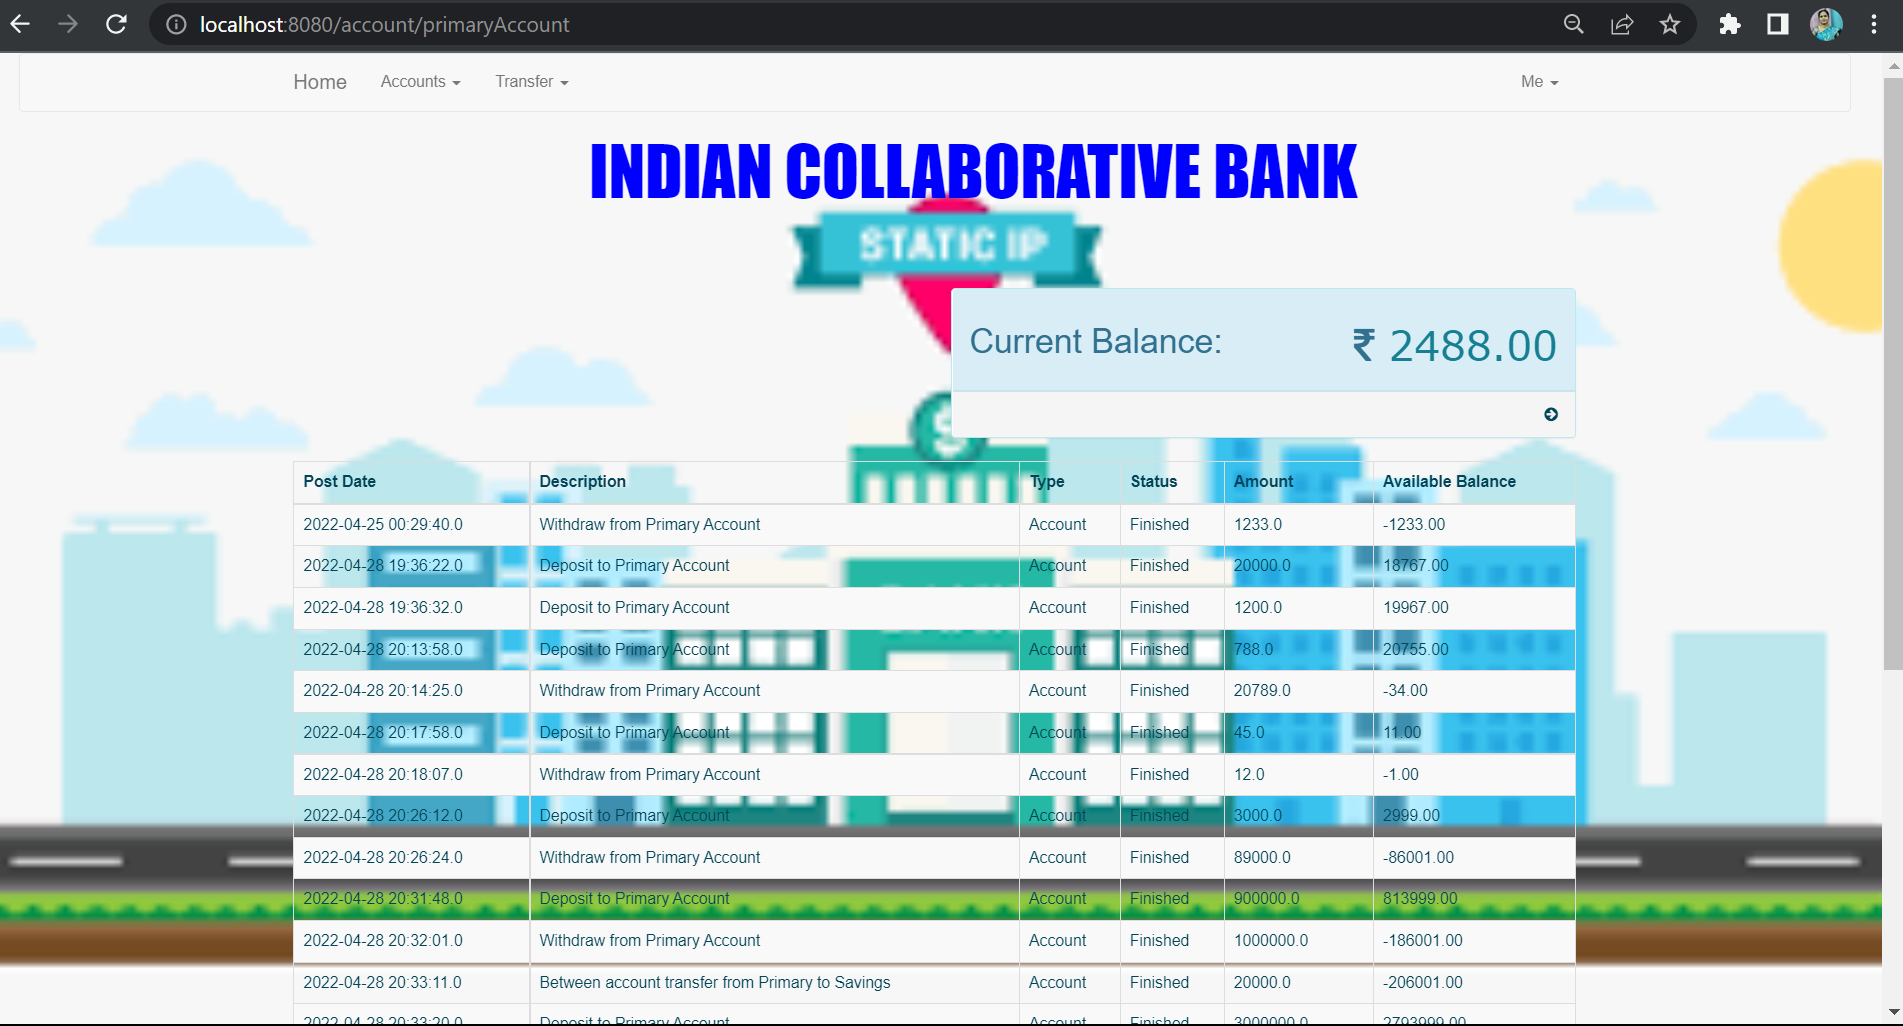 localhost:8080/account/primaryAccount
Home Accounts Transfer Me
INDIAN COLLABORATIVE BANK
STATIC IP
Current Balance: ₹ 2488.00
$
Post Date Description Type Status Amount Available Balance
2022-04-25 00:29:40.0 Withdraw from Primary Account Account Finished 1233.0 -1233.00
2022-04-28 19:36:22.0 Deposit to Primary Account Account Finished 20000.0 18767.00
2022-04-28 19:36:32.0 Deposit to Primary Account Account Finished 1200.0 19967.00
2022-04-28 20:13:58.0 Deposit to Primary Account Account Finished 788.0 20755.00
2022-04-28 20:14:25.0 Withdraw from Primary Account Account Finished 20789.0 -34.00
2022-04-28 20:17:58.0 Deposit to Primary Account Account Finished 45.0 11.00
2022-04-28 20:18:07.0 Withdraw from Primary Account Account Finished 12.0 -1.00
2022-04-28 20:26:12.0 Deposit to Primary Account Account Finished 3000.0 2999.00
2022-04-28 20:26:24.0 Withdraw from Primary Account Account Finished 89000.0 -86001.00
2022-04-28 20:31:48.0 Deposit to Primary Account Account Finished 900000.0 813999.00
2022-04-28 20:32:01.0 Withdraw from Primary Account Account Finished 1000000.0 -186001.00
2022-04-28 20:33:11.0 Between account transfer from Primary to Savings Account Finished 20000.0 -206001.00
2022-04-28 20:33:20.0 Deposit to Primary Account Account Finished 3000000.0 2793999.00